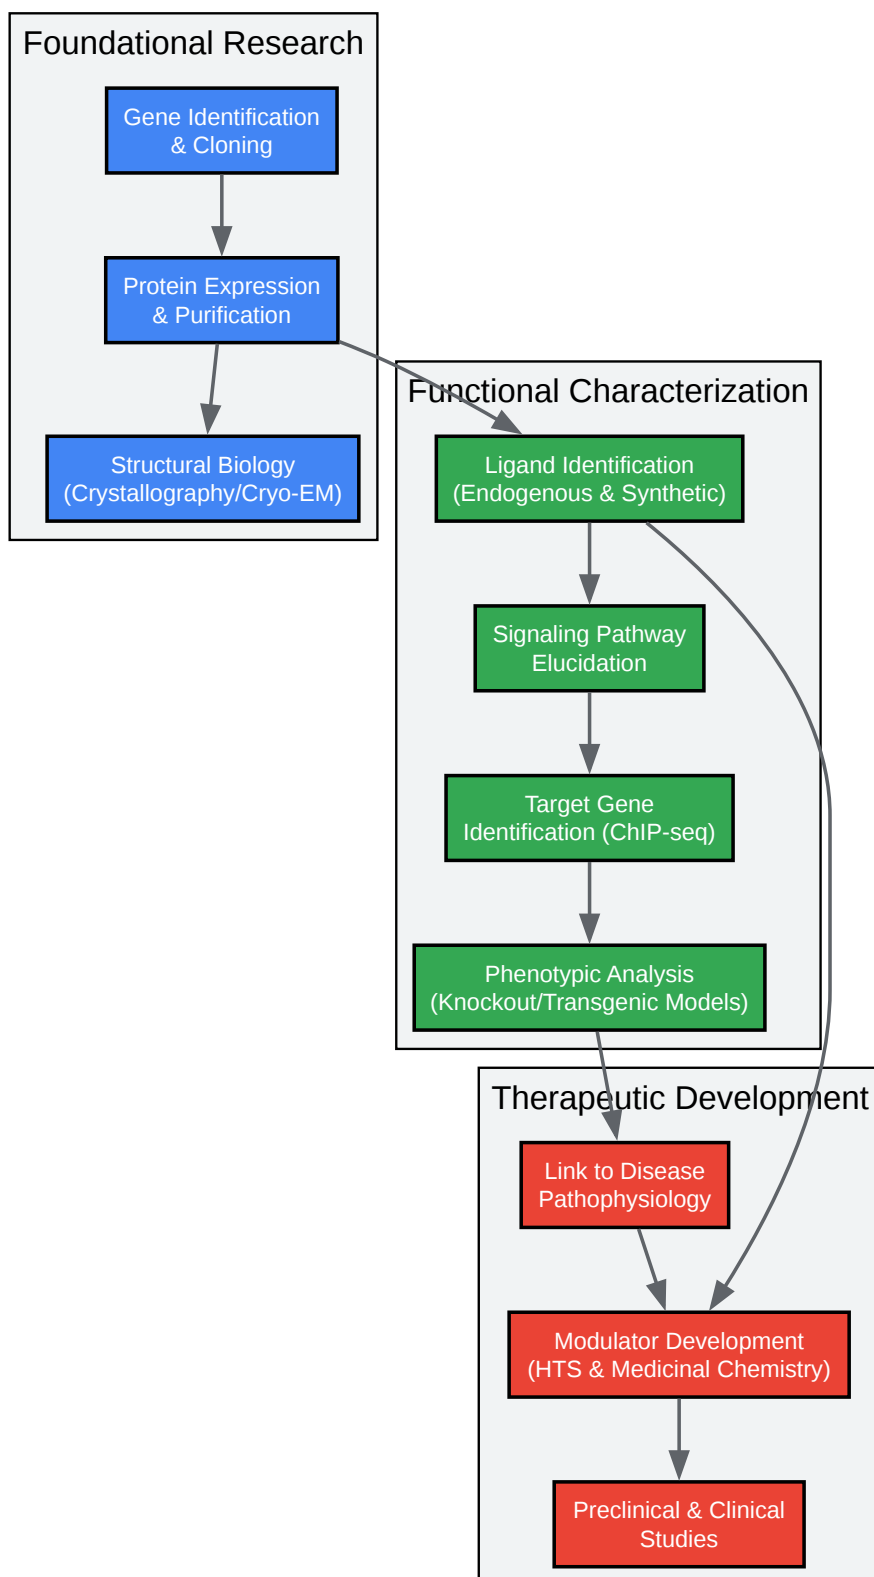 Foundational Research
Gene Identification
& Cloning
Protein Expression
& Purification
Structural Biology
(Crystallography/Cryo-EM)
Functional Characterization
Ligand Identification
(Endogenous & Synthetic)
Signaling Pathway
Elucidation
Target Gene
Identification (ChIP-seq)
Phenotypic Analysis
(Knockout/Transgenic Models)
Therapeutic Development
Link to Disease
Pathophysiology
Modulator Development
(HTS & Medicinal Chemistry)
Preclinical & Clinical
Studies